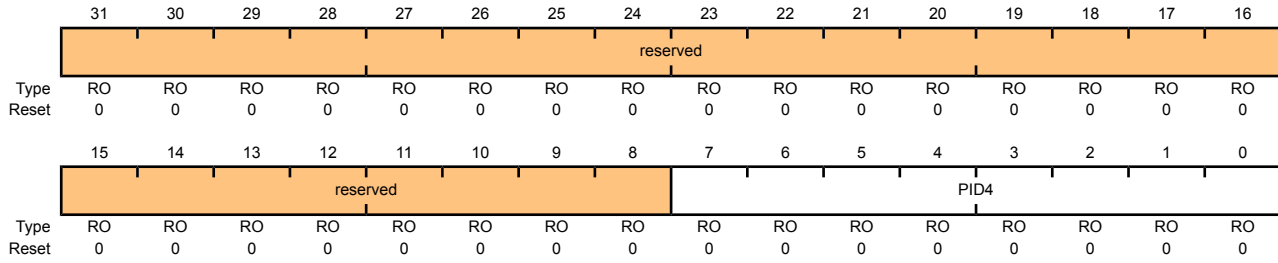 31 30 29 28 27 26 25 24 23 22 21 20 19 18 17 16
reserved
Type RO RO RO RO RO RO RO RO RO RO RO RO RO RO RO RO
Reset 0 0 0 0 0 0 0 0 0 0 0 0 0 0 0 0
15 14 13 12 11 10 9 8 7 6 5 4 3 2 1 0
reserved PID4
Type RO RO RO RO RO RO RO RO RO RO RO RO RO RO RO RO
Reset 0 0 0 0 0 0 0 0 0 0 0 0 0 0 0 0